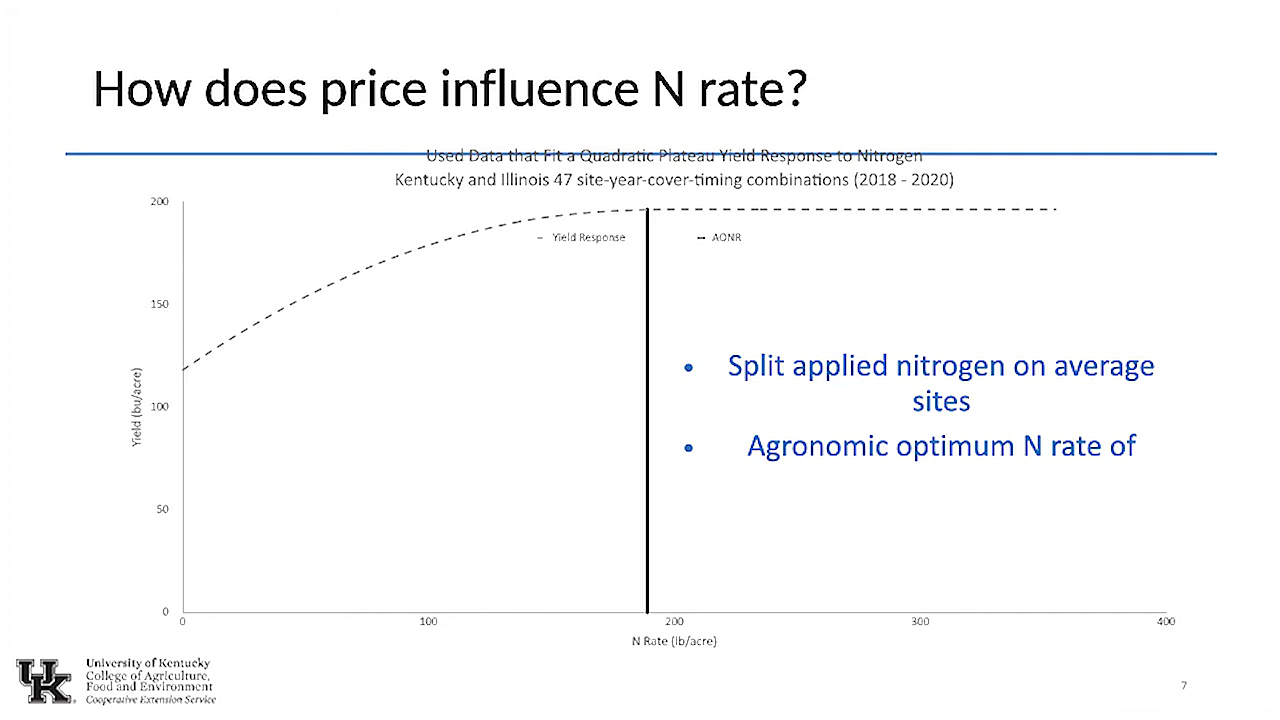 How does price influence N rate?
Used Data that Fit a Quadratic Plateau Yield Response to Nitrogen
Kentucky and Illinois 47 site-year-cover-timing combinations (2018 - 2020)
200
150
100
50
0
Yield (bu/acre)
Yield Response
AONR
0 100 200 300 400
N Rate (lb/acre)
• Split applied nitrogen on average
sites
• Agronomic optimum N rate of
UK
University of Kentucky
College of Agriculture,
Food and Environment
Cooperative Extension Service
7